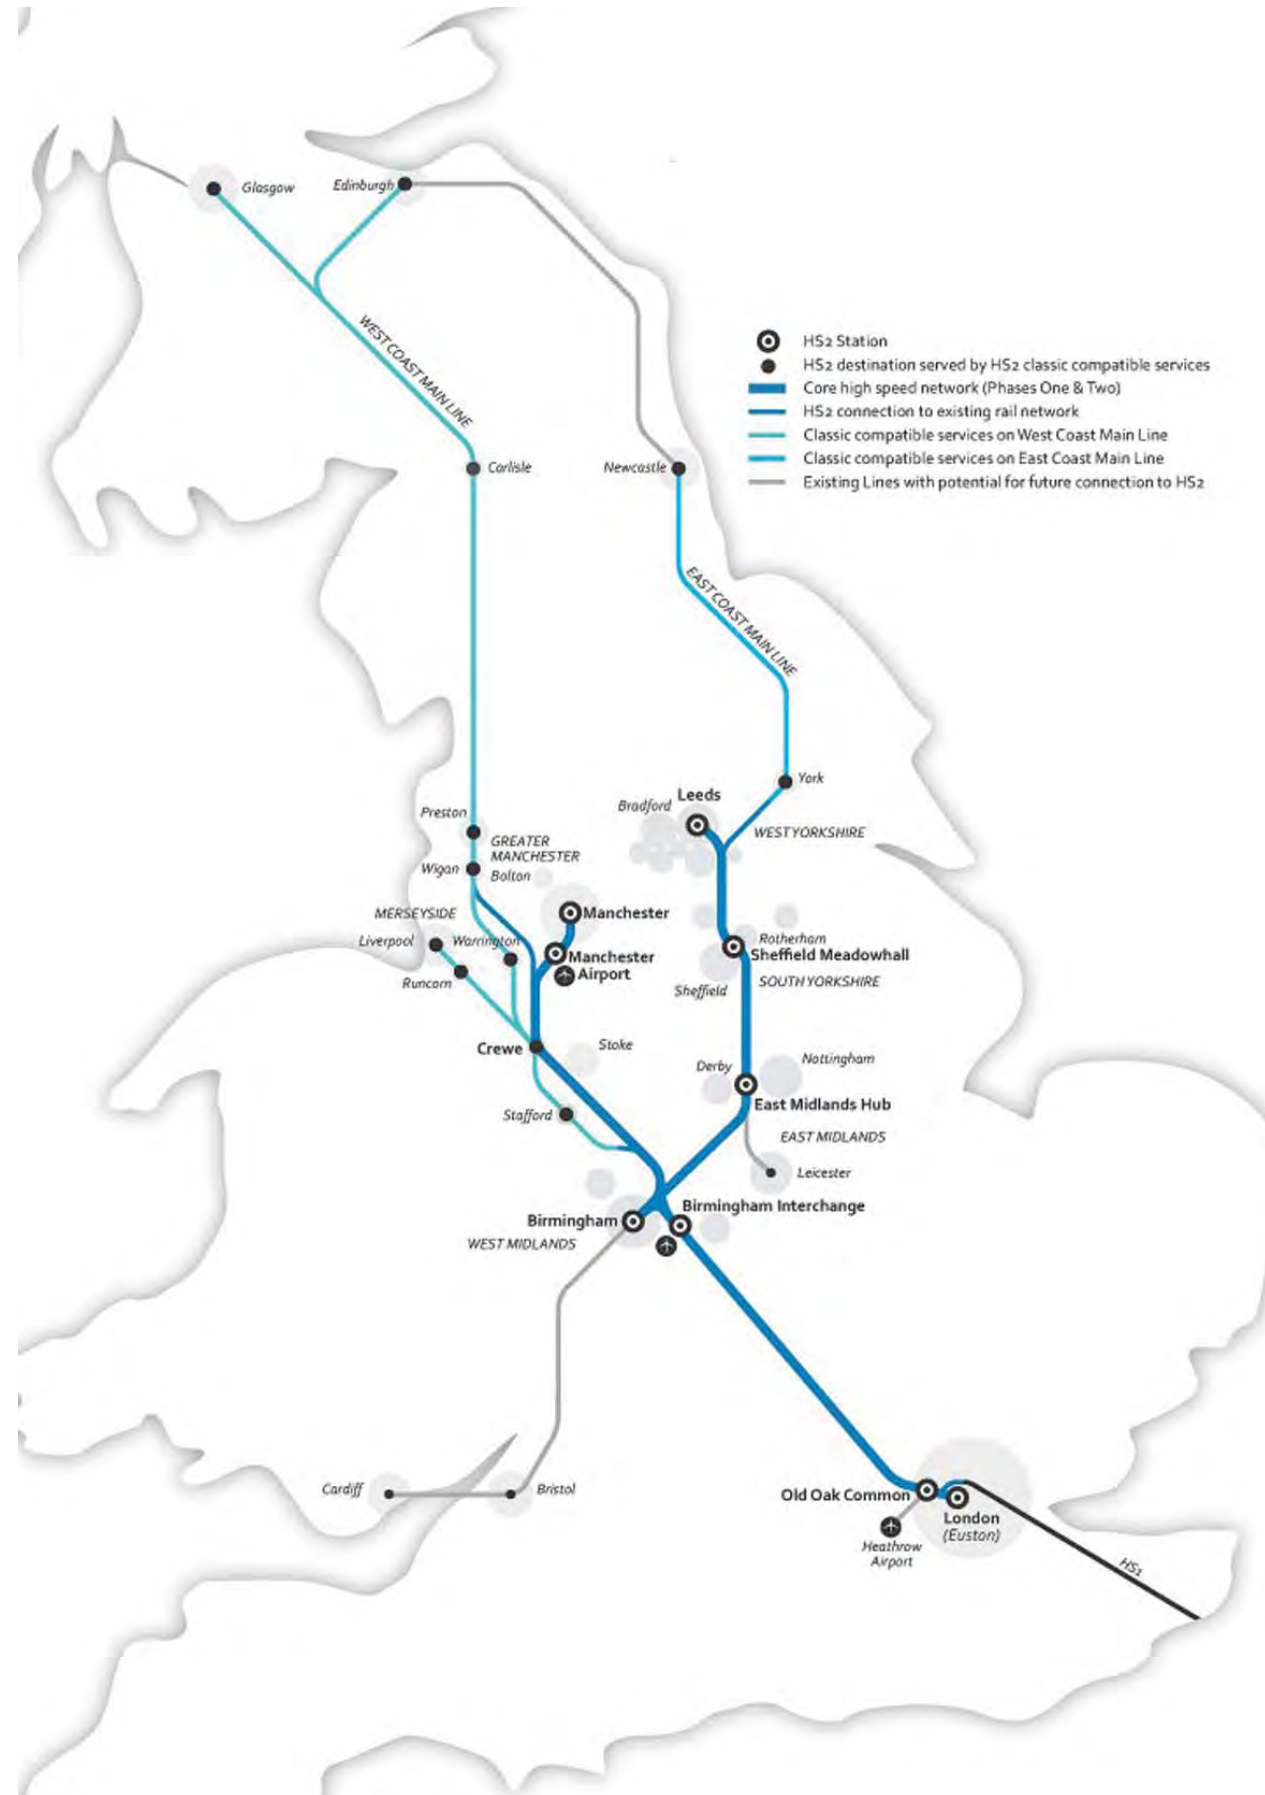 Glasgow
Edinburgh
WEST COAST MAIN LINE
HS2 Station
HS2 destination served by HS2 classic compatible services
Core high speed network (Phases One & Two)
HS2 connection to existing rail network
Classic compatible services on West Coast Main Line
Classic compatible services on East Coast Main Line
Existing Lines with potential for future connection to HS2
Carlisle
Newcastle
EAST COAST MAIN LINE
York
Leeds
Bradford
WEST YORKSHIRE
Preston
GREATER
MANCHESTER
Wigan
Bolton
MERSEYSIDE
Manchester
Liverpool
Warrington
Rotherham
Manchester
Airport
Sheffield Meadowhall
Runcorn
Sheffield
SOUTH YORKSHIRE
Crewe
Stoke
Derby
Nottingham
Stafford
East Midlands Hub
EAST MIDLANDS
Leicester
Birmingham Interchange
Birmingham
WEST MIDLANDS
Cardiff
Bristol
Old Oak Common
London
(Euston)
Heathrow
Airport
HS1